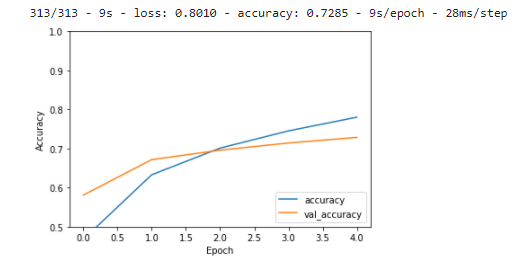 313/313 - 9s - loss: 0.8010 - accuracy: 0.7285 - 9s/epoch - 28ms/step
1.0
0.9
0.8
0.7
0.6
0.5
Accuracy
accuracy
val_accuracy
0.0 0.5 1.0 1.5 2.0 2.5 3.0 3.5 4.0
Epoch